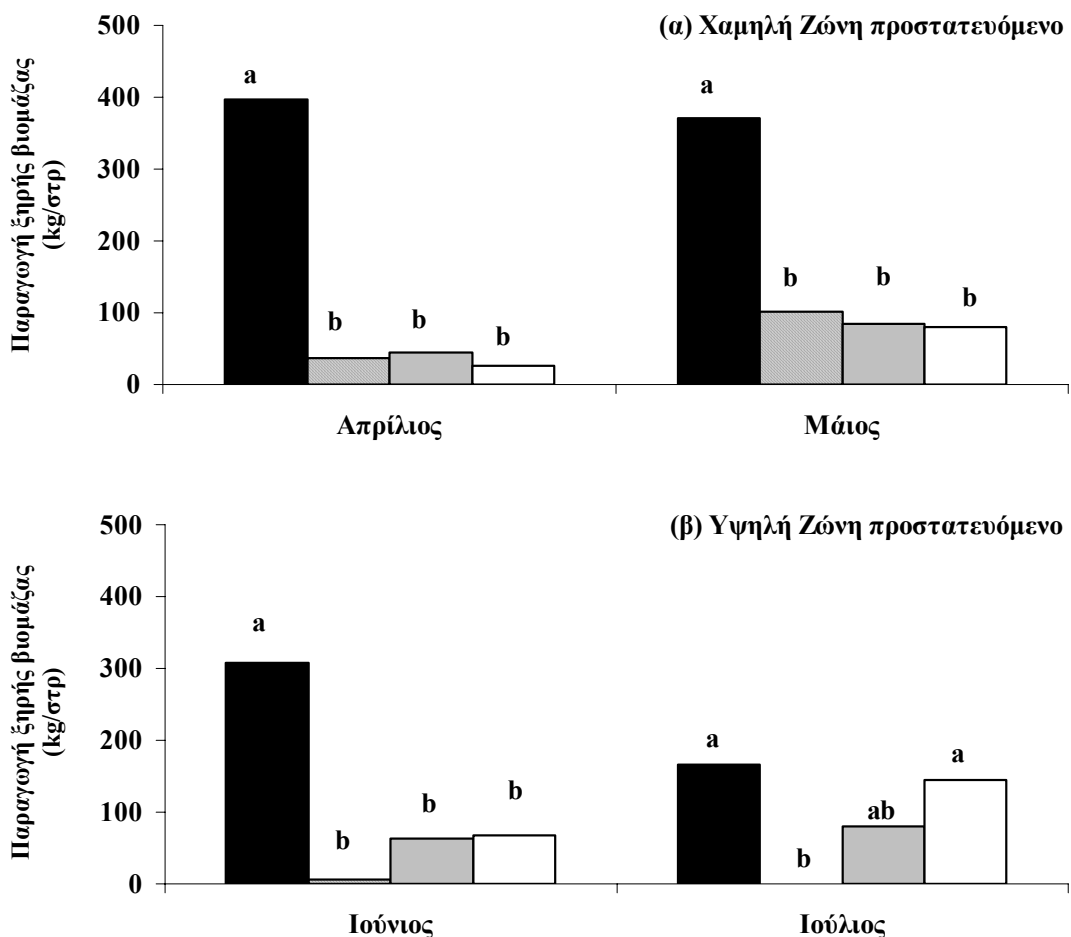 (α) Χαμηλή Ζώνη προστατευόμενο
Παραγωγή ξηρής βιομάζας
(kg/στρ)
500
400
300
200
100
0
a
b
b
b
a
b
b
b
Απρίλιος
Μάιος
(β) Υψηλή Ζώνη προστατευόμενο
Παραγωγή ξηρής βιομάζας
(kg/στρ)
500
400
300
200
100
0
a
b
b
b
a
b
ab
a
Ιούνιος
Ιούλιος